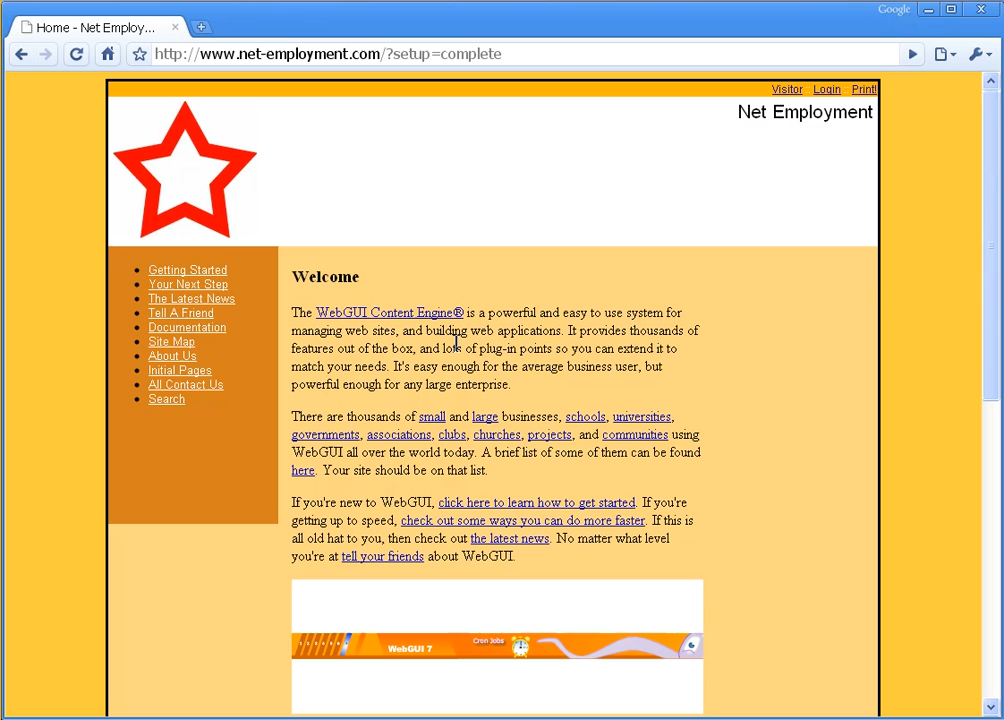 Google
Home - Net Employ...
http://www.net-employment.com/?setup=complete
Visitor Login Print!
Net Employment
Getting Started
Your Next Step
The Latest News
Tell A Friend
Documentation
Site Map
About Us
Initial Pages
All Contact Us
Search
Welcome
The WebGUI Content Engine® is a powerful and easy to use system for
managing web sites, and building web applications. It provides thousands of
features out of the box, and lots of plug-in points so you can extend it to
match your needs. It's easy enough for the average business user, but
powerful enough for any large enterprise.
There are thousands of small and large businesses, schools, universities,
governments, associations, clubs, churches, projects, and communities using
WebGUI all over the world today. A brief list of some of them can be found
here. Your site should be on that list.
If you're new to WebGUI, click here to learn how to get started. If you're
getting up to speed, check out some ways you can do more faster. If this is
all old hat to you, then check out the latest news. No matter what level
you're at tell your friends about WebGUI.
WebGUI 7 Cron Jobs